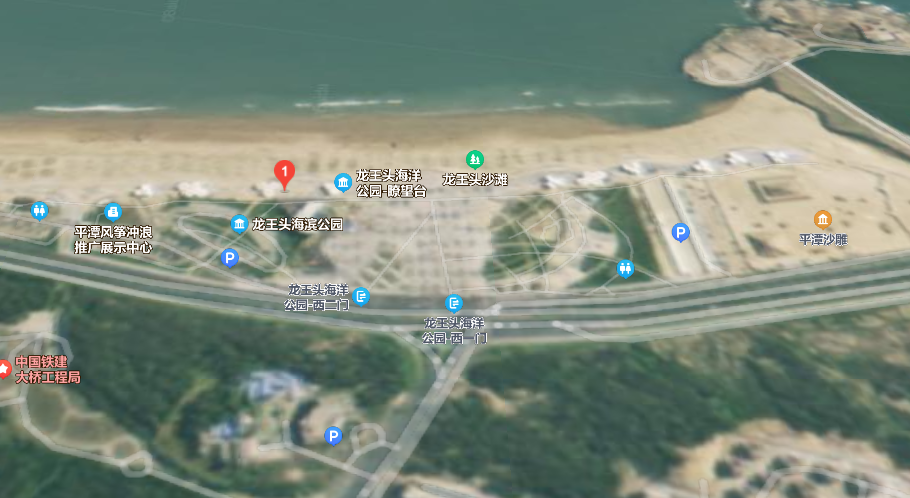 1
龙王头海洋
公园-瞭望台
龙王头沙滩
平潭风筝冲浪
推广展示中心
龙王头海滨公园
P
P
平潭沙雕
龙王头海洋
公园-西二门
龙王头海洋
公园-西一门
中国铁建
大桥工程局
P